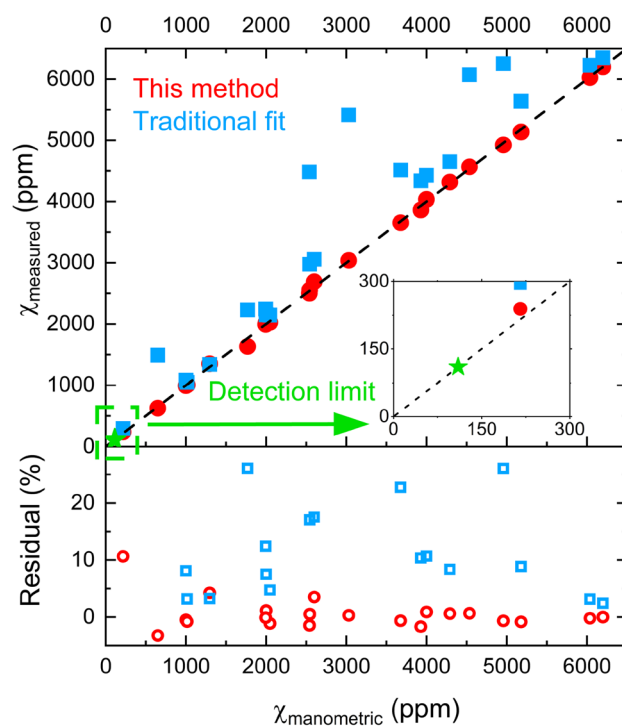 0 1000 2000 3000 4000 5000 6000
This method
Traditional fit
6000
5000
4000
3000
2000
1000
0
χmeasured (ppm)
Detection limit
300
150
0
0 150 300
Residual (%)
20
10
0
0 1000 2000 3000 4000 5000 6000
χmanometric (ppm)